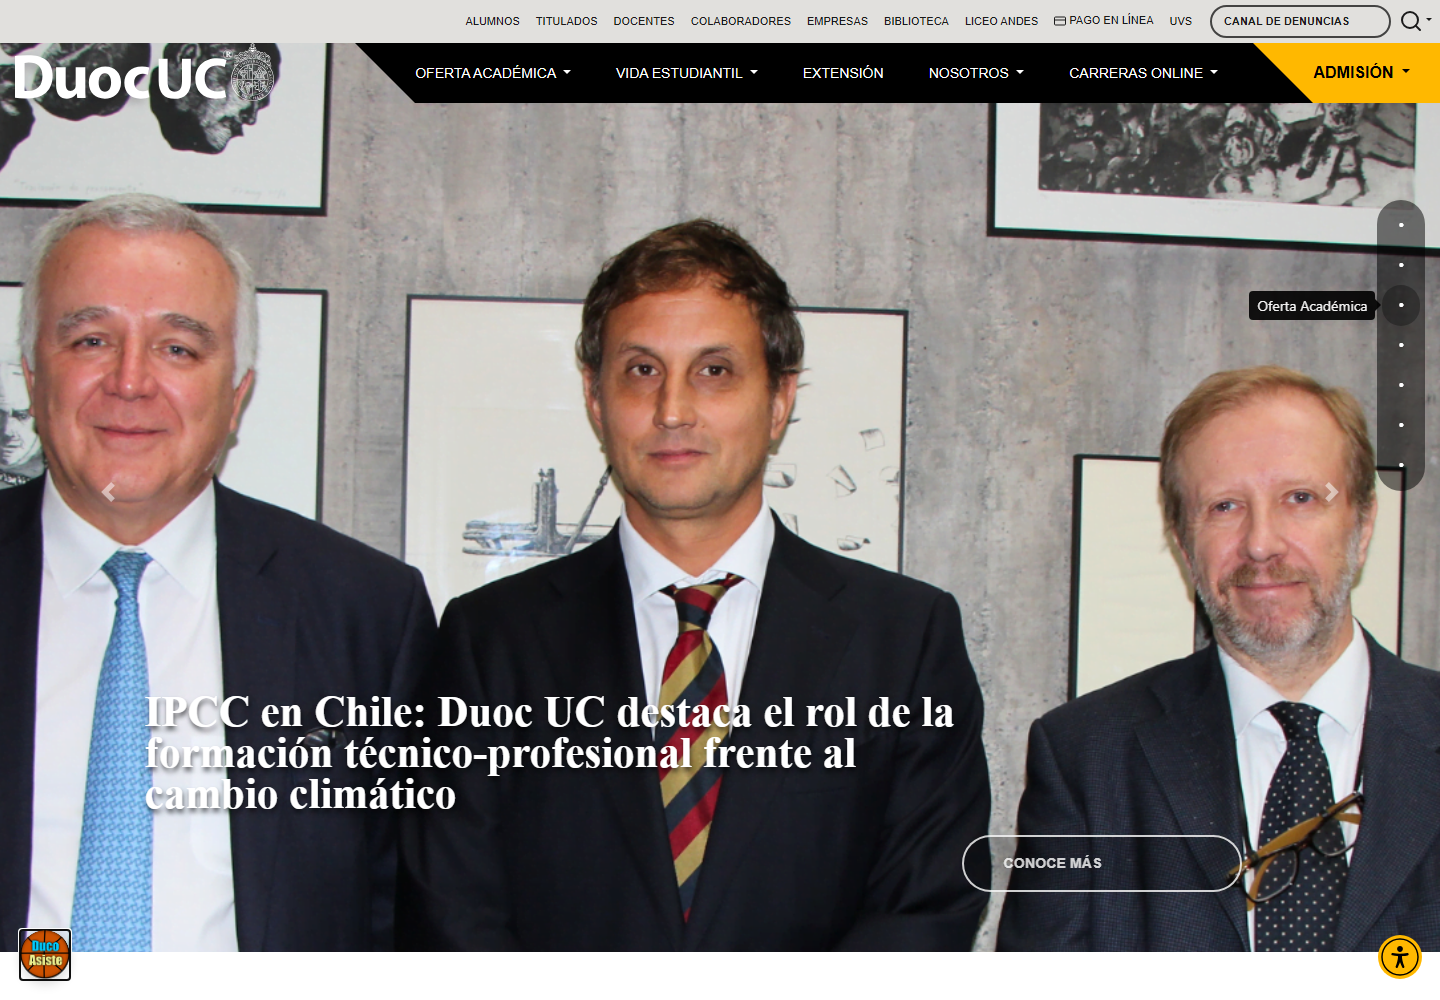 ALUMNOS TITULADOS DOCENTES COLABORADORES EMPRESAS BIBLIOTECA LICEO ANDES PAGO EN LÍNEA UVS CANAL DE DENUNCIAS
Duoc UC®
OFERTA ACADÉMICA VIDA ESTUDIANTIL EXTENSIÓN NOSOTROS CARRERAS ONLINE ADMISIÓN
Oferta Académica
IPCC en Chile: Duoc UC destaca el rol de la
formación técnico-profesional frente al
cambio climático
CONOCE MÁS
Duco
Asiste